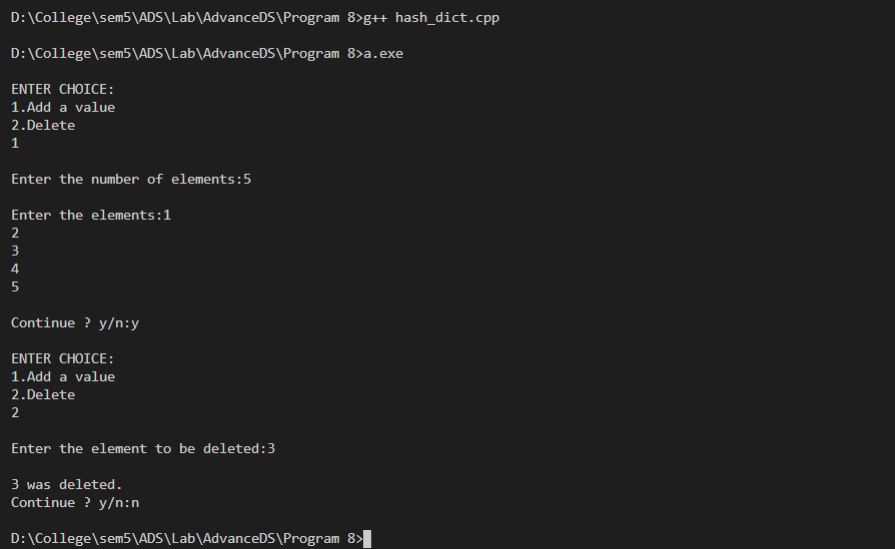 D:\College\sem5\ADS\Lab\AdvanceDS\Program 8>g++ hash_dict.cpp
D:\College\sem5\ADS\Lab\AdvanceDS\Program 8>a.exe
ENTER CHOICE:
1.Add a value
2.Delete
1
Enter the number of elements:5
Enter the elements:1
2
3
4
5
Continue ? y/n:y
ENTER CHOICE:
1.Add a value
2.Delete
2
Enter the element to be deleted:3
3 was deleted.
Continue ? y/n:n
D:\College\sem5\ADS\Lab\AdvanceDS\Program 8>